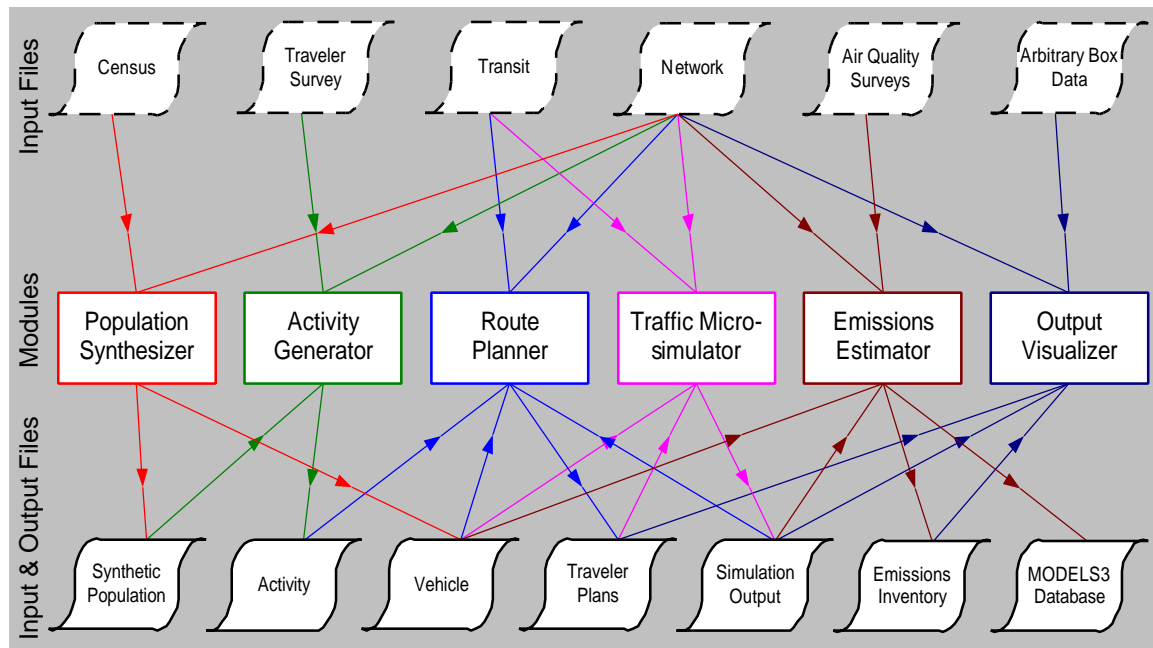 Input Files
Census
Traveler
Survey
Transit
Network
Air Quality
Surveys
Arbitrary Box
Data
Modules
Population
Synthesizer
Activity
Generator
Route
Planner
Traffic Micro-
simulator
Emissions
Estimator
Output
Visualizer
Input & Output Files
Synthetic
Population
Activity
Vehicle
Traveler
Plans
Simulation
Output
Emissions
Inventory
MODELS3
Database